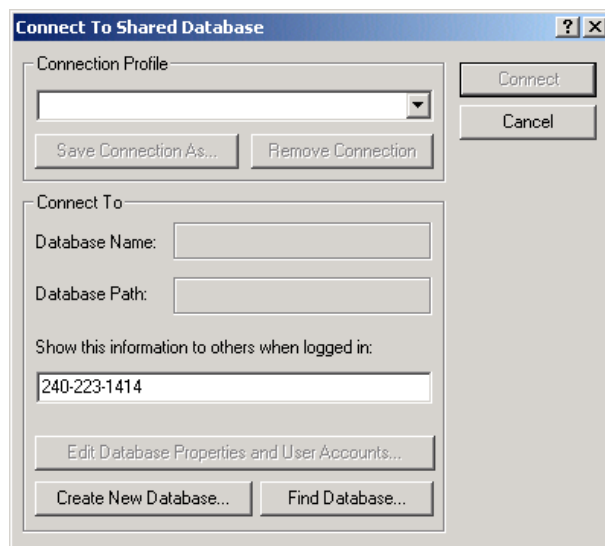 Connect To Shared Database
Connection Profile
Connect
Cancel
Save Connection As...
Remove Connection
Connect To
Database Name:
Database Path:
Show this information to others when logged in:
240-223-1414
Edit Database Properties and User Accounts...
Create New Database...
Find Database...